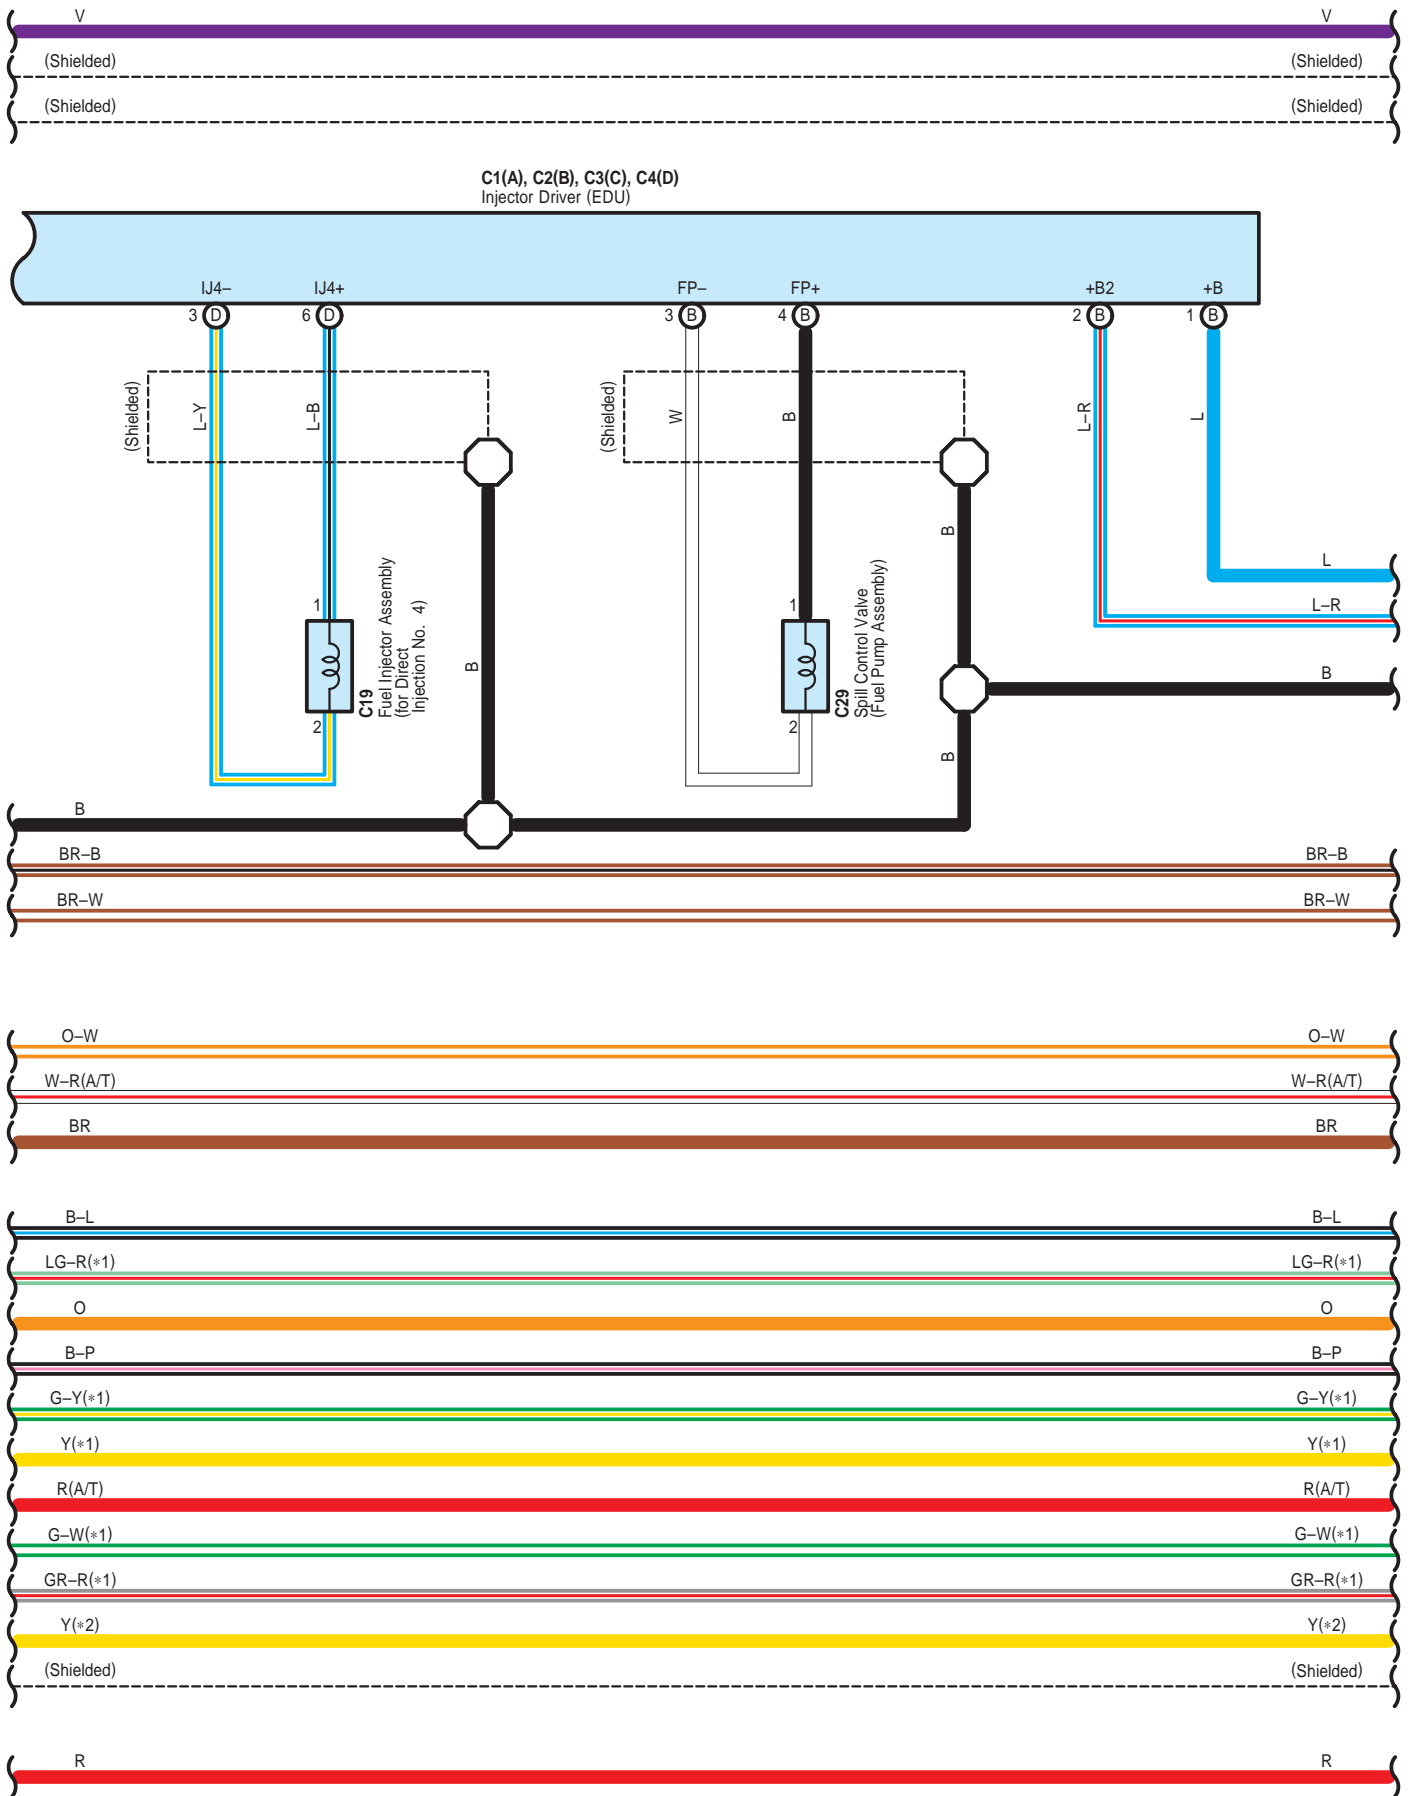 V V
(Shielded) (Shielded)
(Shielded) (Shielded)
C1(A), C2(B), C3(C), C4(D)
Injector Driver (EDU)
IJ4– IJ4+ FP– FP+ +B2 +B
3 D 6 D 3 B 4 B 2 B 1 B
(Shielded) L–Y L–B (Shielded) W B L–R L
B
L
L–R
1 1
C19
Fuel Injector Assembly
(for Direct
Injection No. 4)
B
C29
Spill Control Valve
(Fuel Pump Assembly)
B
2 2
B
B
BR–B BR–B
BR–W BR–W
O–W O–W
W–R(A/T) W–R(A/T)
BR BR
B–L B–L
LG–R(*1) LG–R(*1)
O O
B–P B–P
G–Y(*1) G–Y(*1)
Y(*1) Y(*1)
R(A/T) R(A/T)
G–W(*1) G–W(*1)
GR–R(*1) GR–R(*1)
Y(*2) Y(*2)
(Shielded) (Shielded)
R R